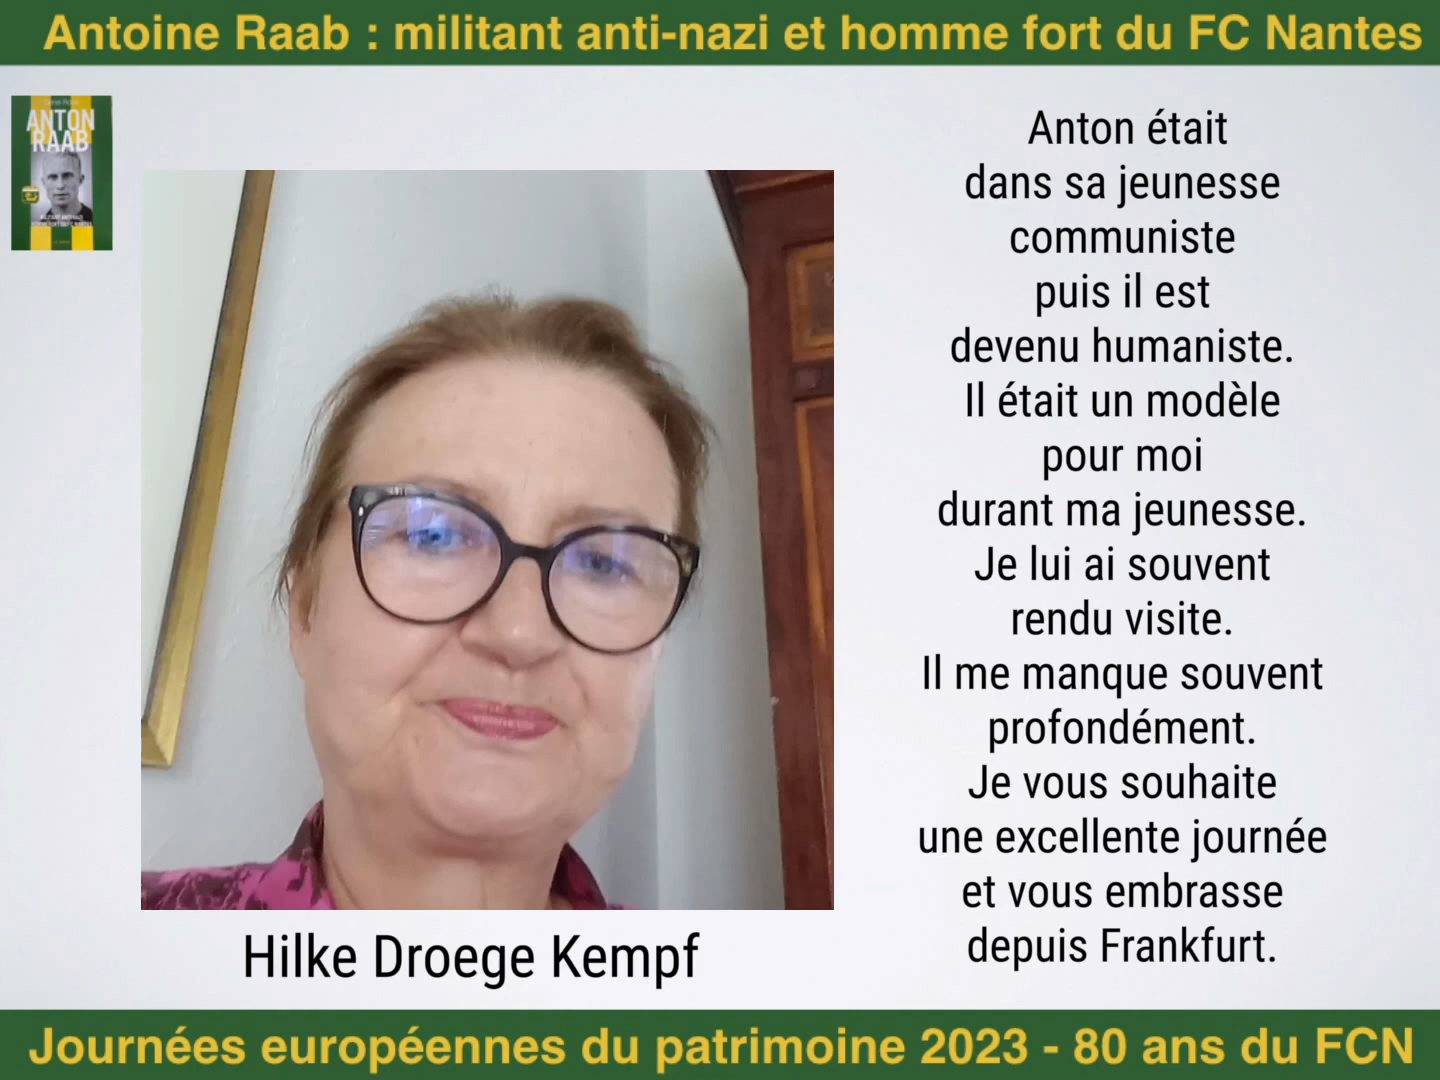 Antoine Raab : militant anti-nazi et homme fort du FC Nantes
ANTON
RAAB
Anton était
dans sa jeunesse
communiste
puis il est
devenu humaniste.
Il était un modèle
pour moi
durant ma jeunesse.
Je lui ai souvent
rendu visite.
Il me manque souvent
profondément.
Je vous souhaite
une excellente journée
et vous embrasse
depuis Frankfurt.
Hilke Droege Kempf
Journées européennes du patrimoine 2023 - 80 ans du FCN